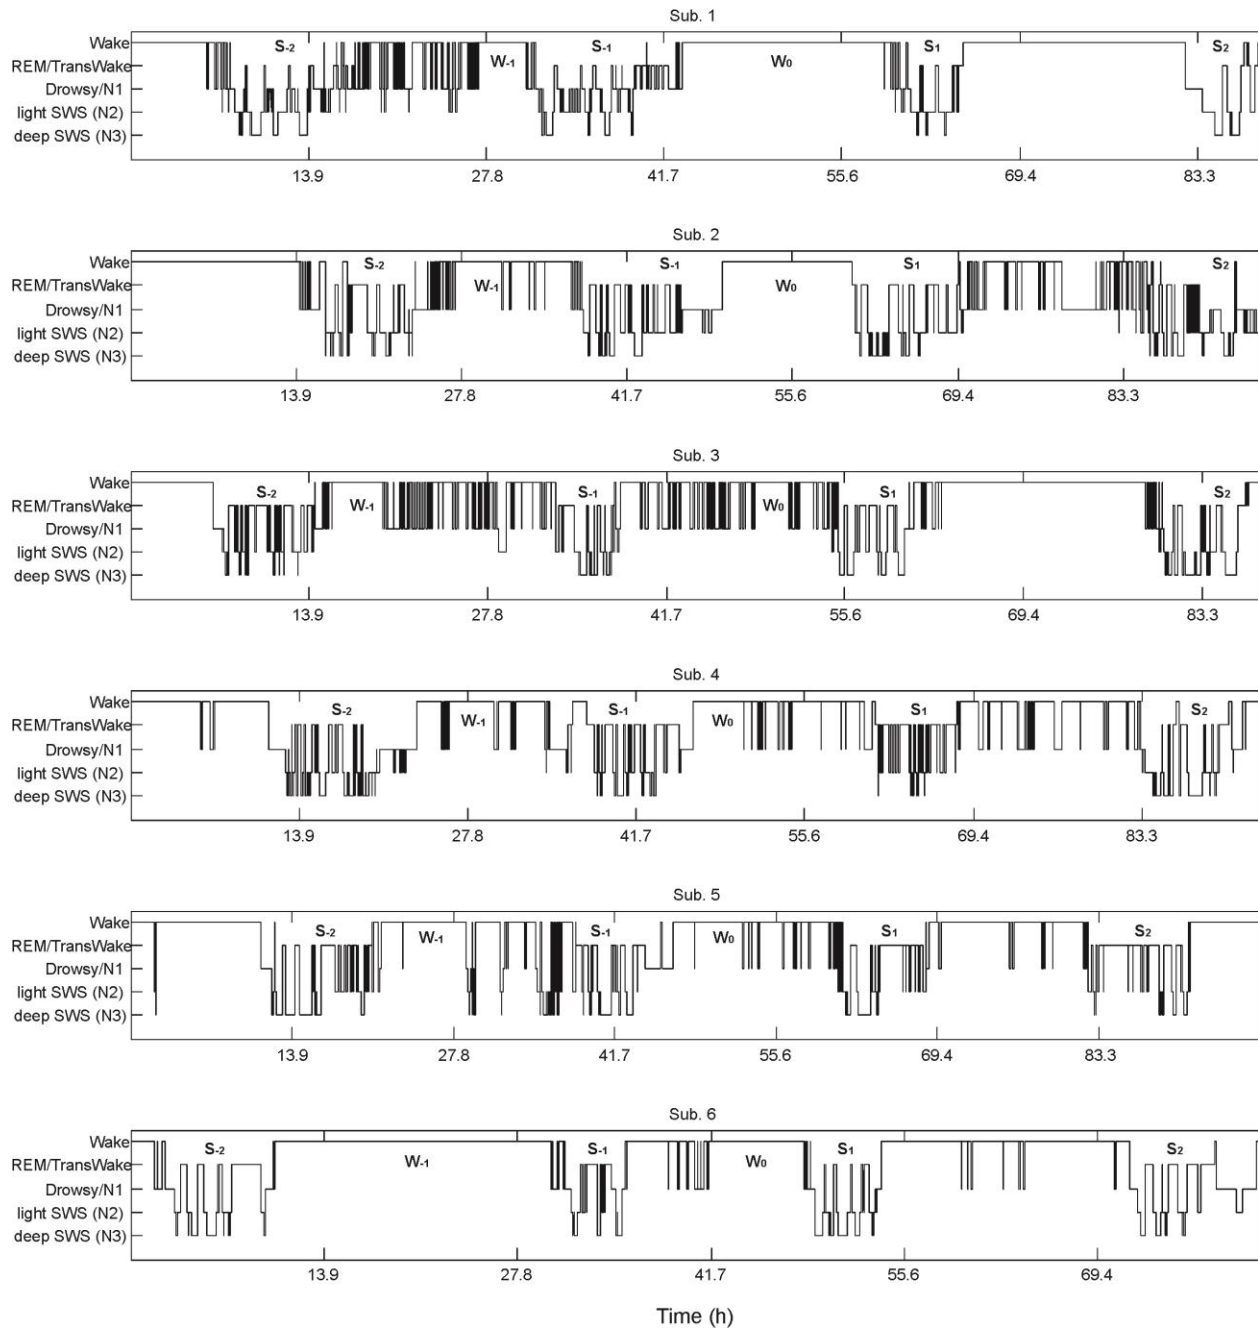 Sub. 1
Wake
REM/TransWake
Drowsy/N1
light SWS (N2)
deep SWS (N3)
S-2 W-1 S-1 W0 S1 S2
13.9 27.8 41.7 55.6 69.4 83.3
Sub. 2
Wake
REM/TransWake
Drowsy/N1
light SWS (N2)
deep SWS (N3)
S-2 W-1 S-1 W0 S1 S2
13.9 27.8 41.7 55.6 69.4 83.3
Sub. 3
Wake
REM/TransWake
Drowsy/N1
light SWS (N2)
deep SWS (N3)
S-2 W-1 S-1 W0 S1 S2
13.9 27.8 41.7 55.6 69.4 83.3
Sub. 4
Wake
REM/TransWake
Drowsy/N1
light SWS (N2)
deep SWS (N3)
S-2 W-1 S-1 W0 S1 S2
13.9 27.8 41.7 55.6 69.4 83.3
Sub. 5
Wake
REM/TransWake
Drowsy/N1
light SWS (N2)
deep SWS (N3)
S-2 W-1 S-1 W0 S1 S2
13.9 27.8 41.7 55.6 69.4 83.3
Sub. 6
Wake
REM/TransWake
Drowsy/N1
light SWS (N2)
deep SWS (N3)
S-2 W-1 S-1 W0 S1 S2
13.9 27.8 41.7 55.6 69.4
Time (h)